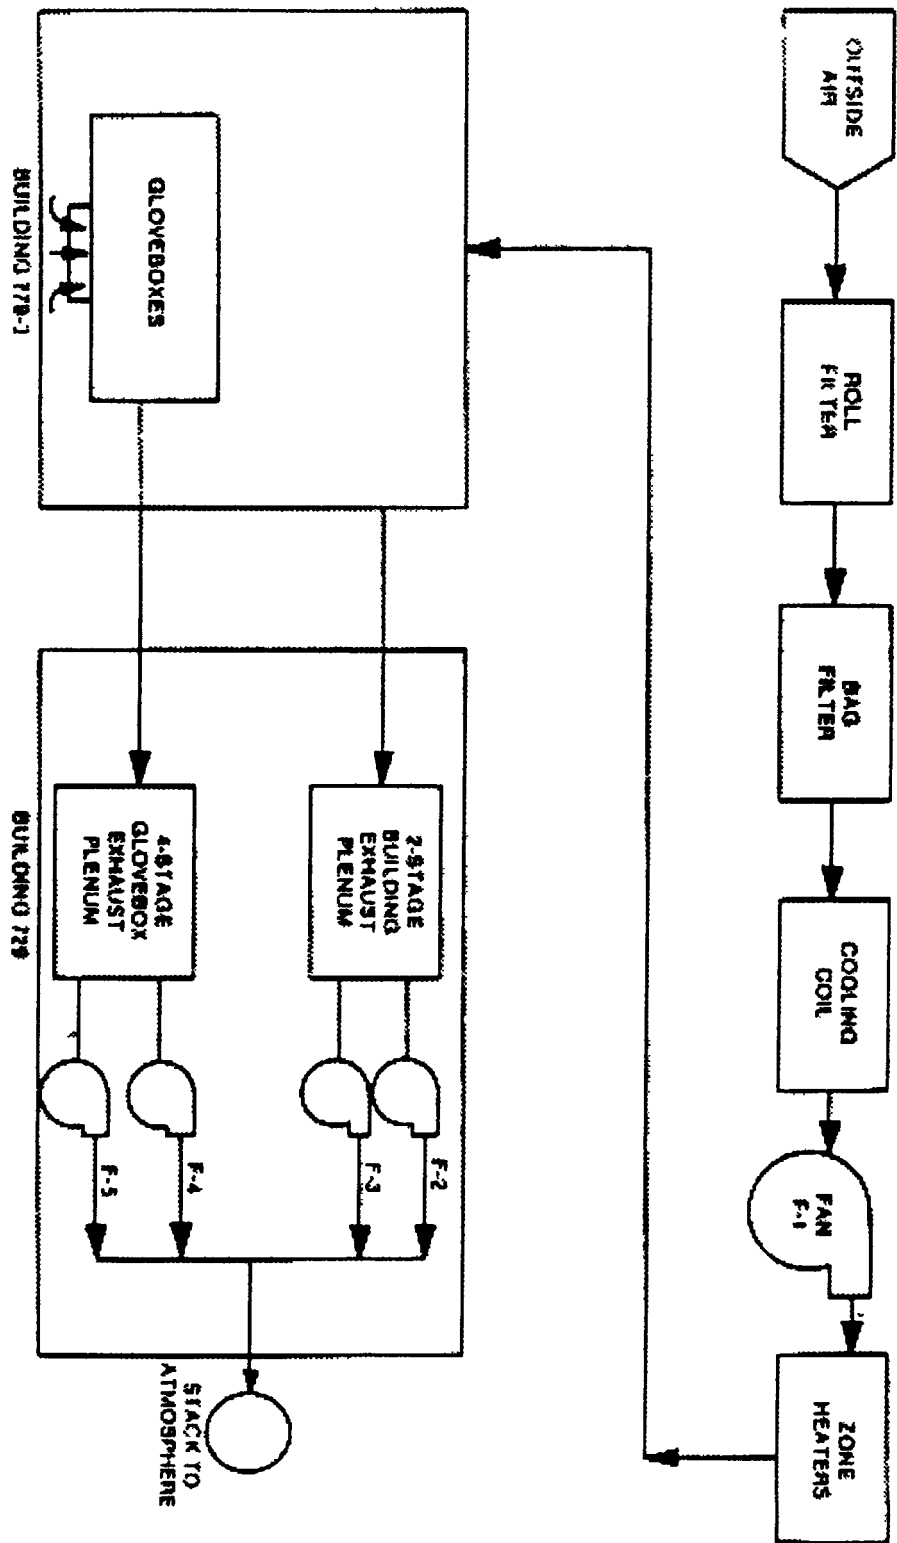 OUTSIDE
AIR
ROLL
FILTER
BAG
FILTER
COOLING
COIL
FAN
F-1
ZONE
HEATERS
GLOVEBOXES
BUILDING 779-1
2-STAGE
BUILDING
EXHAUST
PLENUM
4-STAGE
GLOVEBOX
EXHAUST
PLENUM
F-2
F-3
F-4
F-5
BUILDING 729
STACK TO
ATMOSPHERE